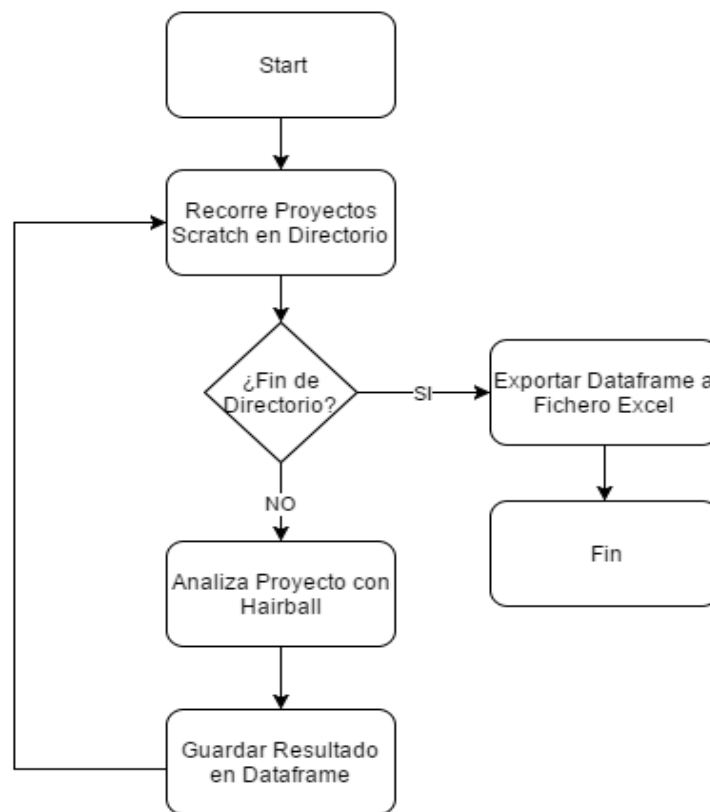 Start
Recorre Proyectos
Scratch en Directorio
¿Fin de
Directorio?
SI
Exportar Dataframe a
Fichero Excel
NO
Fin
Analiza Proyecto con
Hairball
Guardar Resultado
en Dataframe